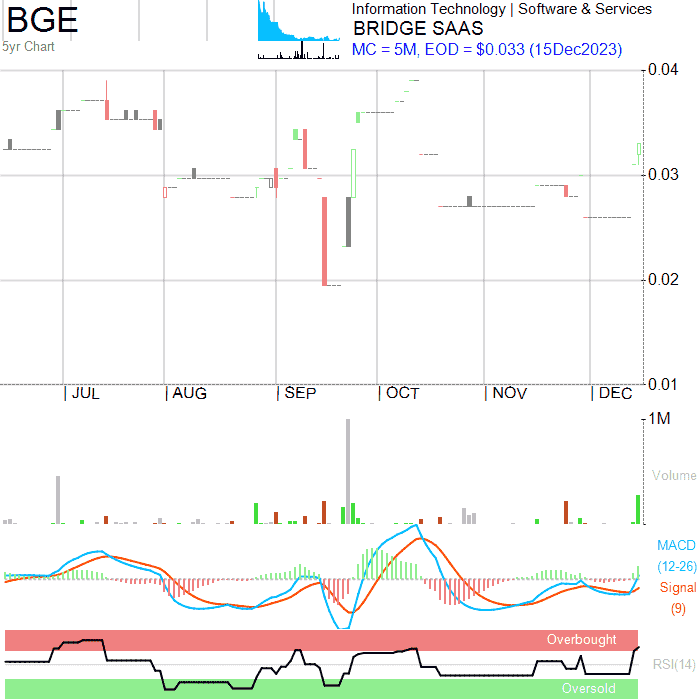 BGE
5yr Chart
Information Technology | Software & Services
BRIDGE SAAS
MC = 5M, EOD = $0.033 (15Dec2023)
0.04
0.03
0.02
0.01
| JUL | AUG | SEP | OCT | NOV | DEC
1M
Volume
MACD
(12-26)
Signal
(9)
Overbought
RSI(14)
Oversold